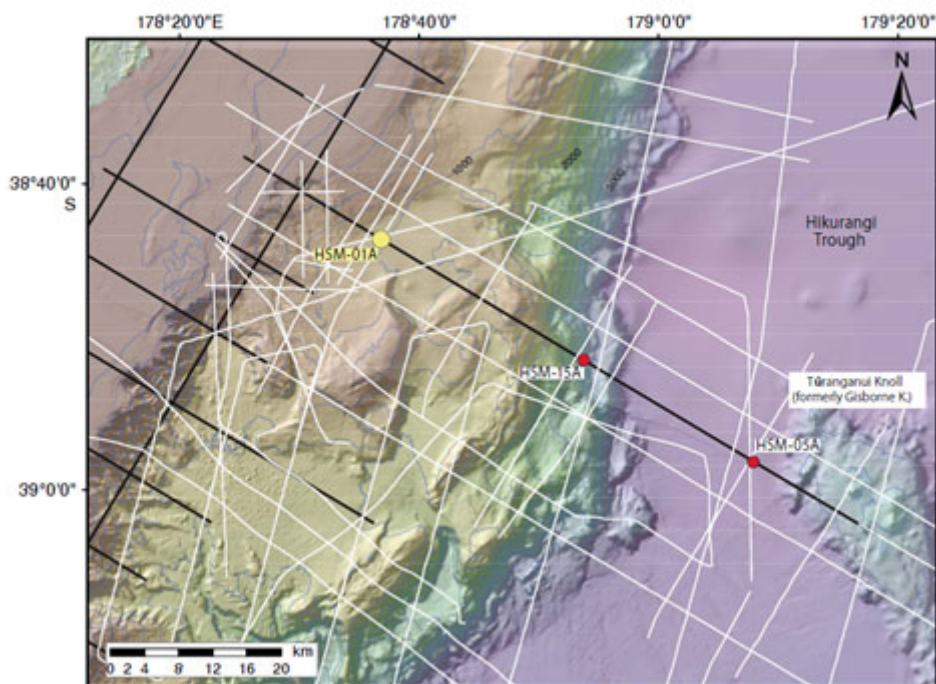 178°20'0"E
178°40'0"
179°0'0"
179°20'0"
N
38°40'0"
S
1000
2000
3000
Hikurangi
Trough
HSM-01A
HSM-15A
Tūranganui Knoll
(formerly Gisborne K.)
HSM-05A
39°0'0"
km
0 2 4 8 12 16 20